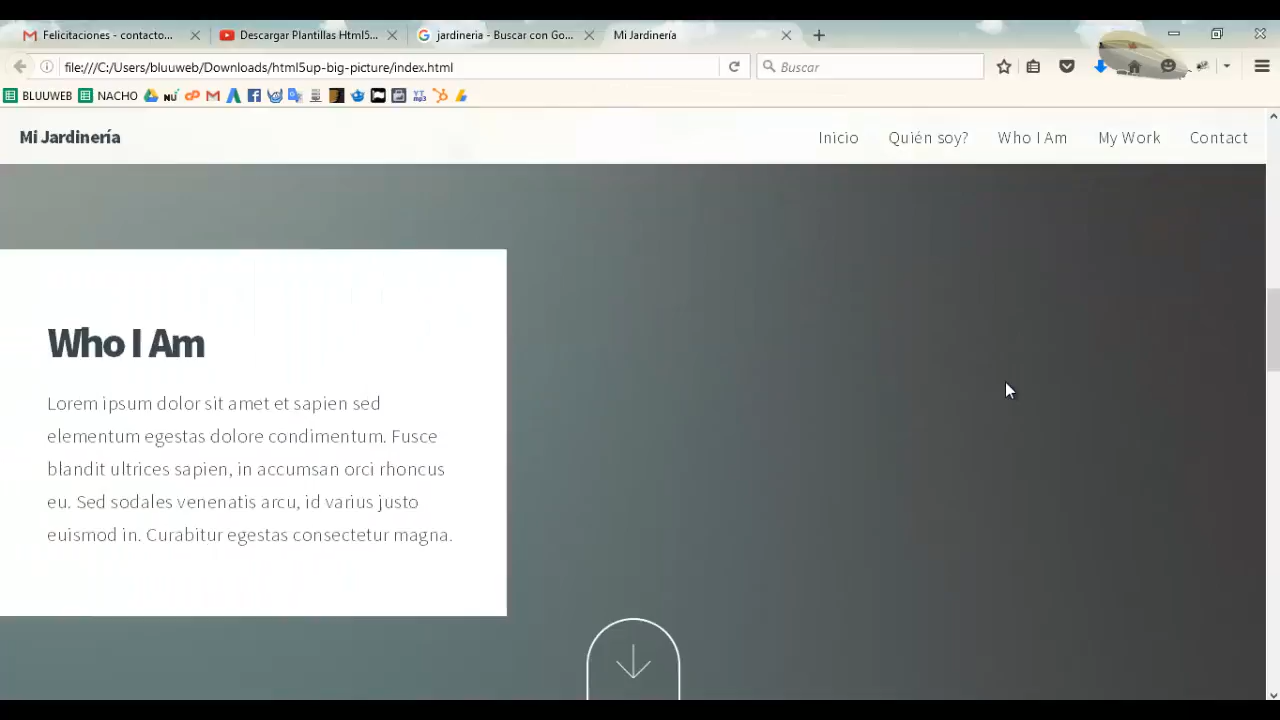 Felicitaciones - contacto...
Descargar Plantillas Html5...
jardineria - Buscar con Go...
Mi Jardinería
file:///C:/Users/bluuweb/Downloads/html5up-big-picture/index.html
Buscar
BLUUWEB
NACHO
Mi Jardinería
Inicio
Quién soy?
Who I Am
My Work
Contact
Who I Am
Lorem ipsum dolor sit amet et sapien sed
elementum egestas dolore condimentum. Fusce
blandit ultrices sapien, in accumsan orci rhoncus
eu. Sed sodales venenatis arcu, id varius justo
euismod in. Curabitur egestas consectetur magna.